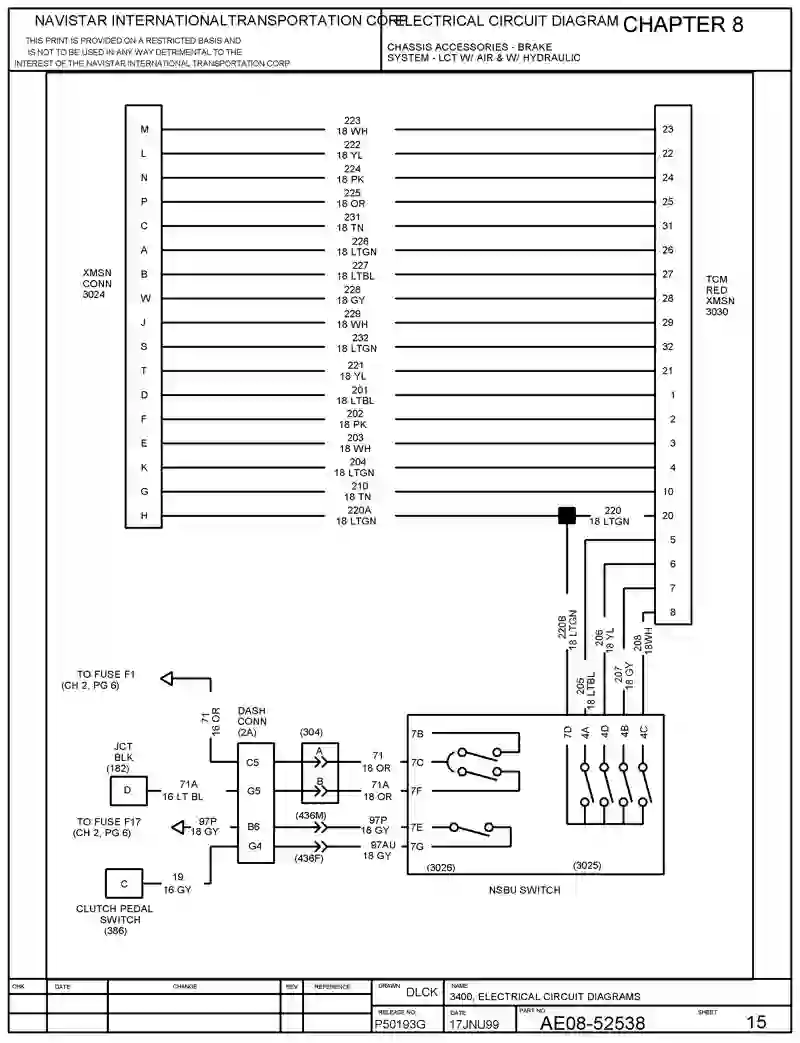 NAVISTAR INTERNATIONALTRANSPORTATION CORP.
ELECTRICAL CIRCUIT DIAGRAM
CHAPTER 8
THIS PRINT IS PROVIDED ON A RESTRICTED BASIS AND
IS NOT TO BE USED IN ANY WAY DETRIMENTAL TO THE
INTEREST OF THE NAVISTAR INTERNATIONAL TRANSPORTATION CORP
CHASSIS ACCESSORIES - BRAKE
SYSTEM - LCT W/ AIR & W/ HYDRAULIC
M
223
18 WH
23
L
222
18 YL
22
N
224
18 PK
24
P
225
18 OR
25
C
231
18 TN
31
A
226
18 LTGN
26
B
227
18 LTBL
27
W
228
18 GY
28
J
229
18 WH
29
S
232
18 LTGN
32
T
221
18 YL
21
D
201
18 LTBL
1
F
202
18 PK
2
E
203
18 WH
3
K
204
18 LTGN
4
G
210
18 TN
10
H
220A
18 LTGN
220
18 LTGN
20
5
6
7
8
XMSN
CONN
3024
TCM
RED
XMSN
3030
220B
18 LTGN
205
18 LTBL
206
18 YL
207
18 GY
208
18WH
TO FUSE F1
(CH 2, PG 6)
71
16 OR
DASH
CONN
(2A)
(304)
JCT
BLK
(182)
D
71A
16 LT BL
C5
A
71
18 OR
G5
B
71A
18 OR
TO FUSE F17
(CH 2, PG 6)
97P
18 GY
B6
(436M)
97P
18 GY
G4
(436F)
97AU
18 GY
C
19
16 GY
CLUTCH PEDAL
SWITCH
(386)
7B
7C
7F
7E
7G
7D
4A
4D
4B
4C
(3026)
(3025)
NSBU SWITCH
CHK
DATE
CHANGE
REV
REFERENCE
DRAWN
DLCK
NAME
3400, ELECTRICAL CIRCUIT DIAGRAMS
RELEASE NO.
P50193G
DATE
17JNU99
PART NO.
AE08-52538
SHEET
15